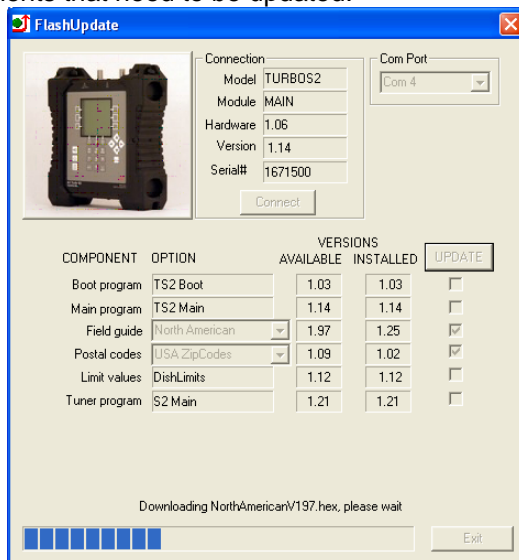 ents that need to be updated.
FlashUpdate
Connection
Com Port
Model TURBOS2
Com 4
Module MAIN
Hardware 1.06
Version 1.14
Serial# 1671500
Connect
VERSIONS
COMPONENT OPTION AVAILABLE INSTALLED UPDATE
Boot program TS2 Boot 1.03 1.03
Main program TS2 Main 1.14 1.14
Field guide North American 1.97 1.25
Postal codes USA ZipCodes 1.09 1.02
Limit values DishLimits 1.12 1.12
Tuner program S2 Main 1.21 1.21
Downloading NorthAmericanV197.hex, please wait
Exit